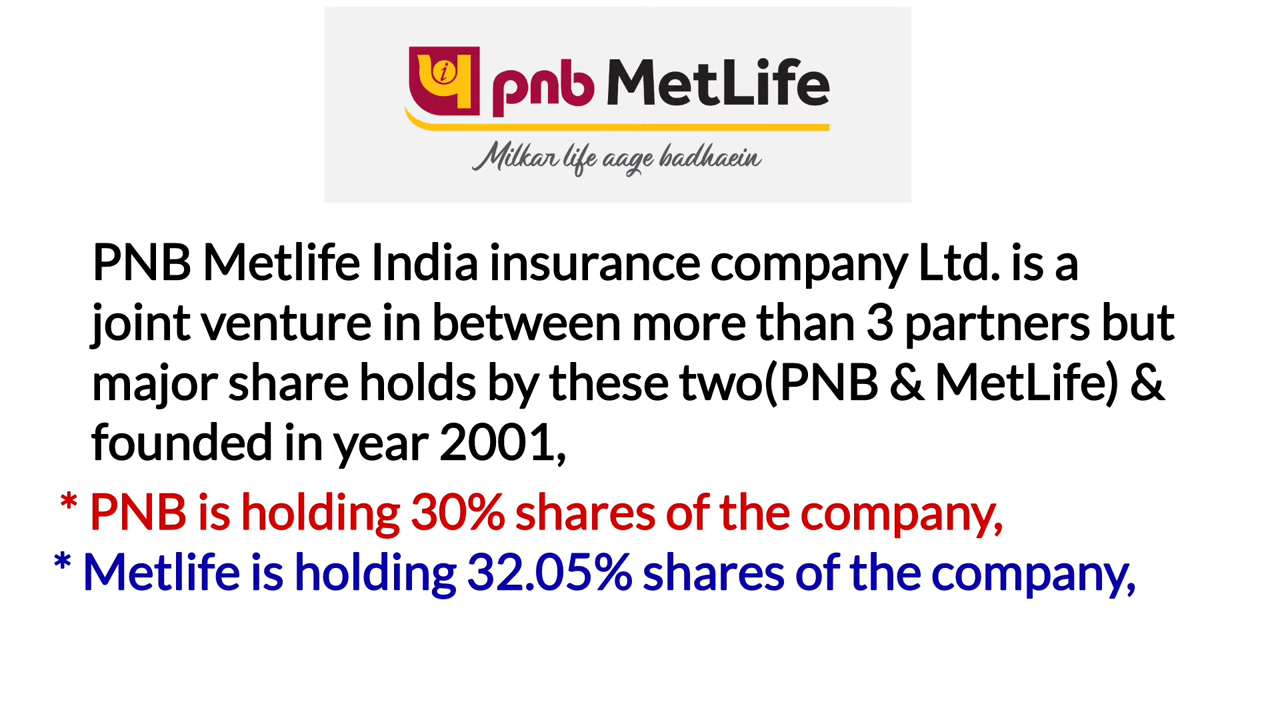 pnb MetLife
Milkar life aage badhaein
PNB Metlife India insurance company Ltd. is a
joint venture in between more than 3 partners but
major share holds by these two(PNB & MetLife) &
founded in year 2001,
* PNB is holding 30% shares of the company,
* Metlife is holding 32.05% shares of the company,